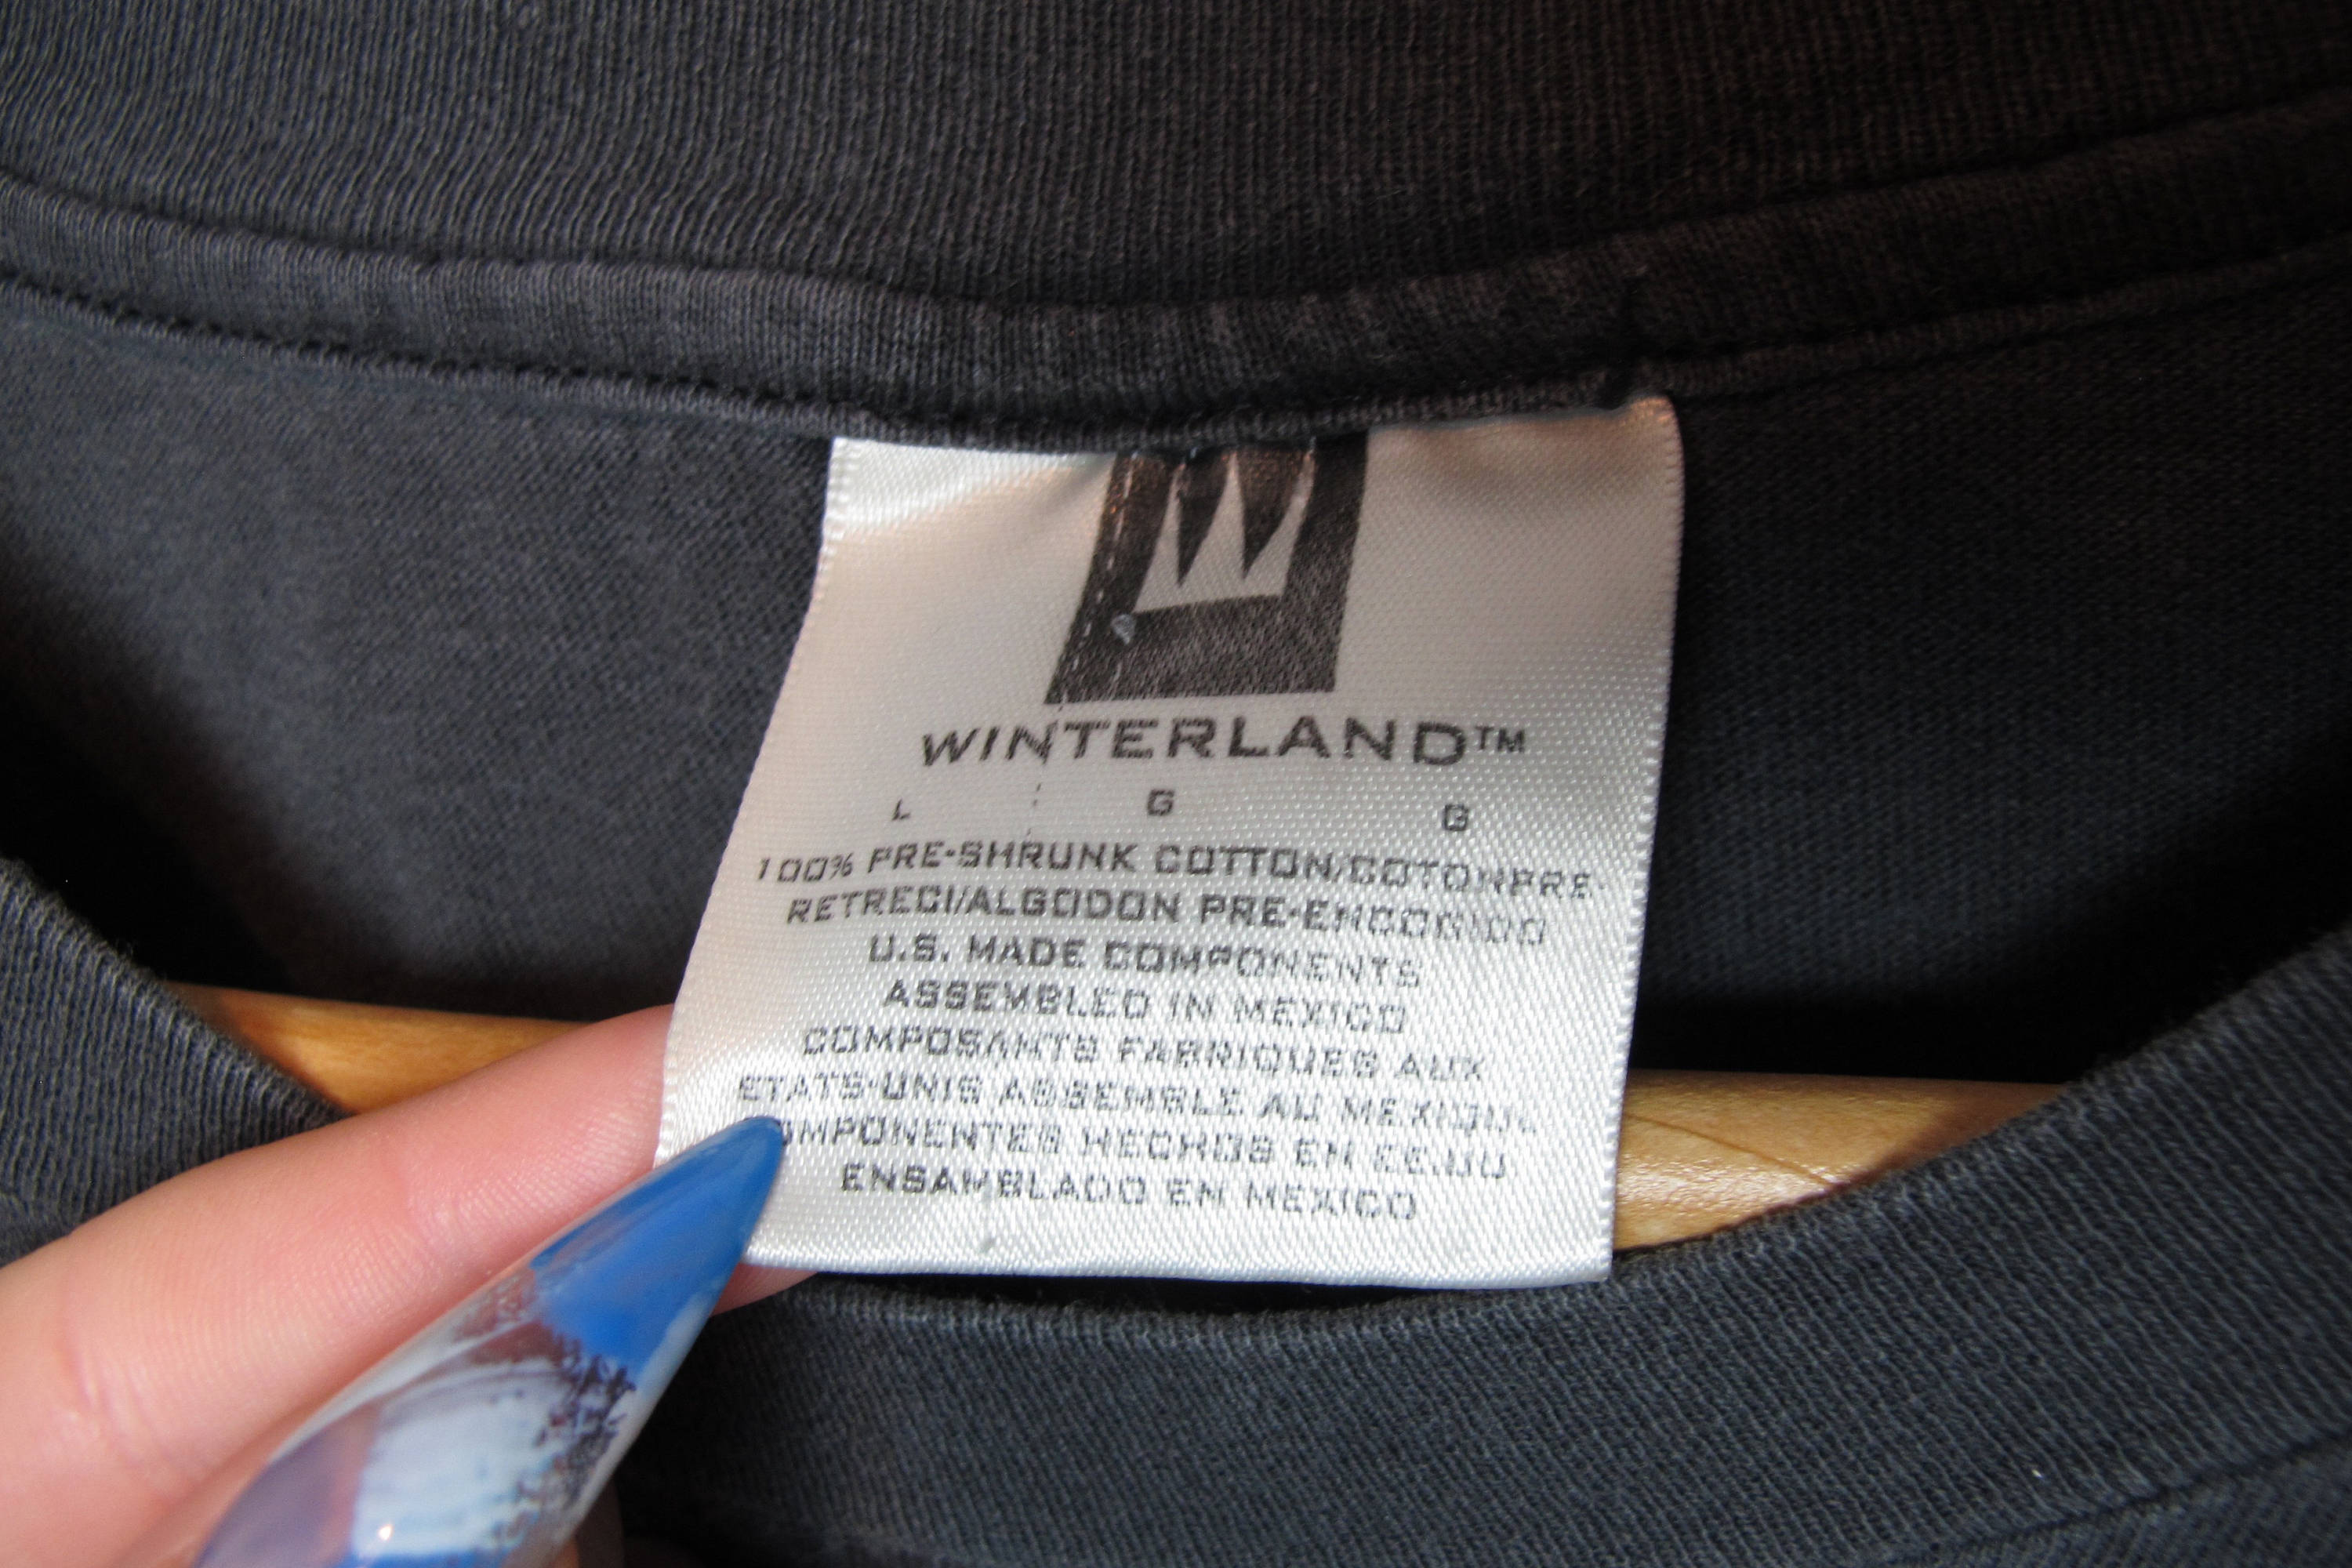 WINTERLAND™
L G G
100% PRE-SHRUNK COTTON/COTONPRE-
RETRECI/ALGODON PRE-ENCOGIDO
U.S. MADE COMPONENTS
ASSEMBLED IN MEXICO
COMPOSANTS FABRIQUES AUX
ETATS-UNIS ASSEMBLE AU MEXIQUE
OMPONENTES HECHOS EN EE.UU
ENSAMBLADO EN MEXICO